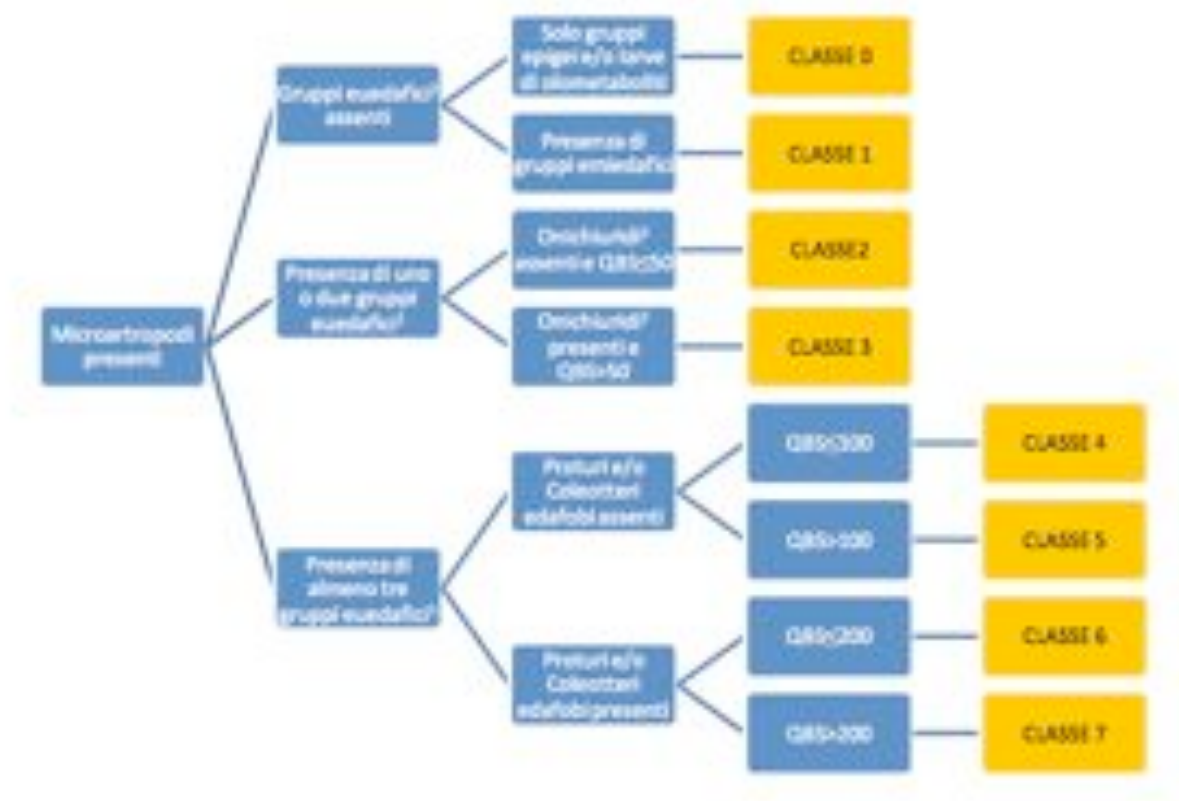 Solo gruppi
epigei e/o larve
di olometaboli
CLASSE 0
Gruppi euedafici
assenti
Presenza di
gruppi emiedafici
CLASSE 1
Onichiuridi
assenti e QBS≤50
CLASSE2
Presenza di uno
o due gruppi
euedafici
Microartropodi
presenti
Onichiuridi
presenti e
QBS>50
CLASSE 3
QBS≤100
CLASSE 4
Proturi e/o
Coleotteri
edafobi assenti
QBS>100
CLASSE 5
Presenza di
almeno tre
gruppi euedafici
QBS≤200
CLASSE 6
Proturi e/o
Coleotteri
edafobi presenti
QBS>200
CLASSE 7